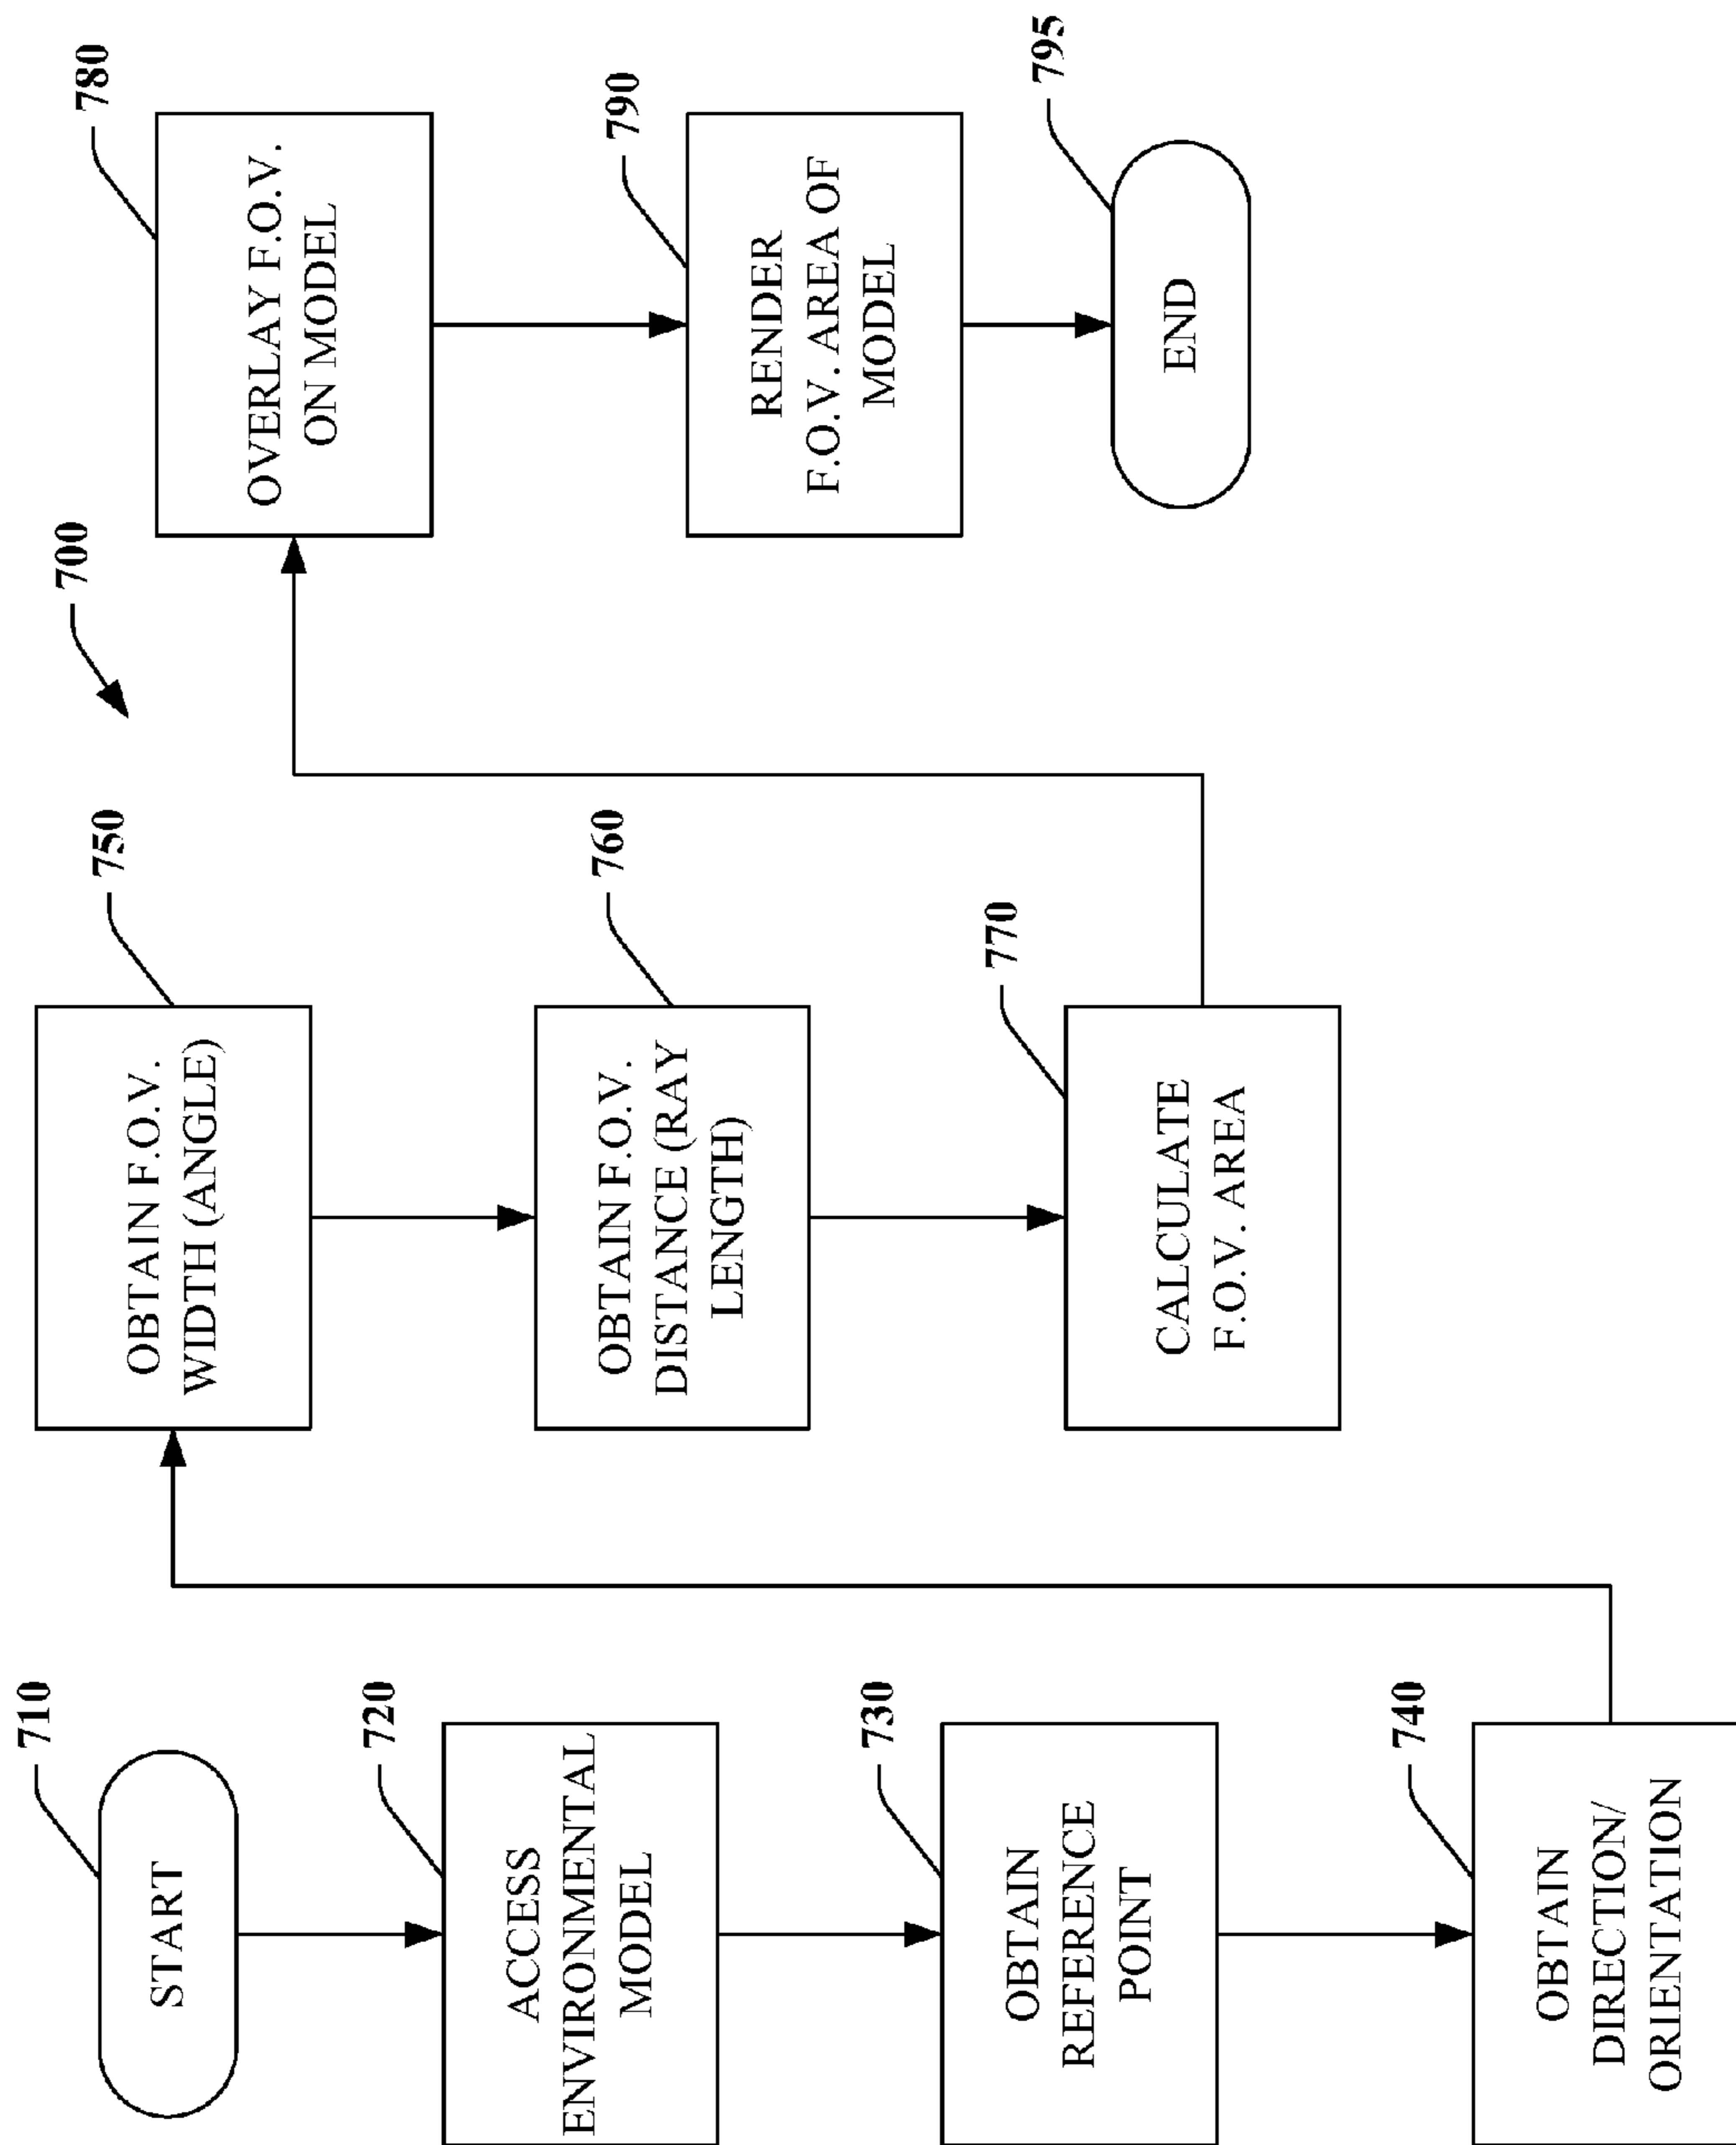 700
710
START
720
ACCESS
ENVIRONMENTAL
MODEL
730
OBTAIN
REFERENCE
POINT
740
OBTAIN
DIRECTION/
ORIENTATION
750
OBTAIN F.O.V.
WIDTH (ANGLE)
760
OBTAIN F.O.V.
DISTANCE (RAY
LENGTH)
770
CALCULATE
F.O.V. AREA
780
OVERLAY F.O.V.
ON MODEL
790
RENDER
F.O.V. AREA OF
MODEL
795
END